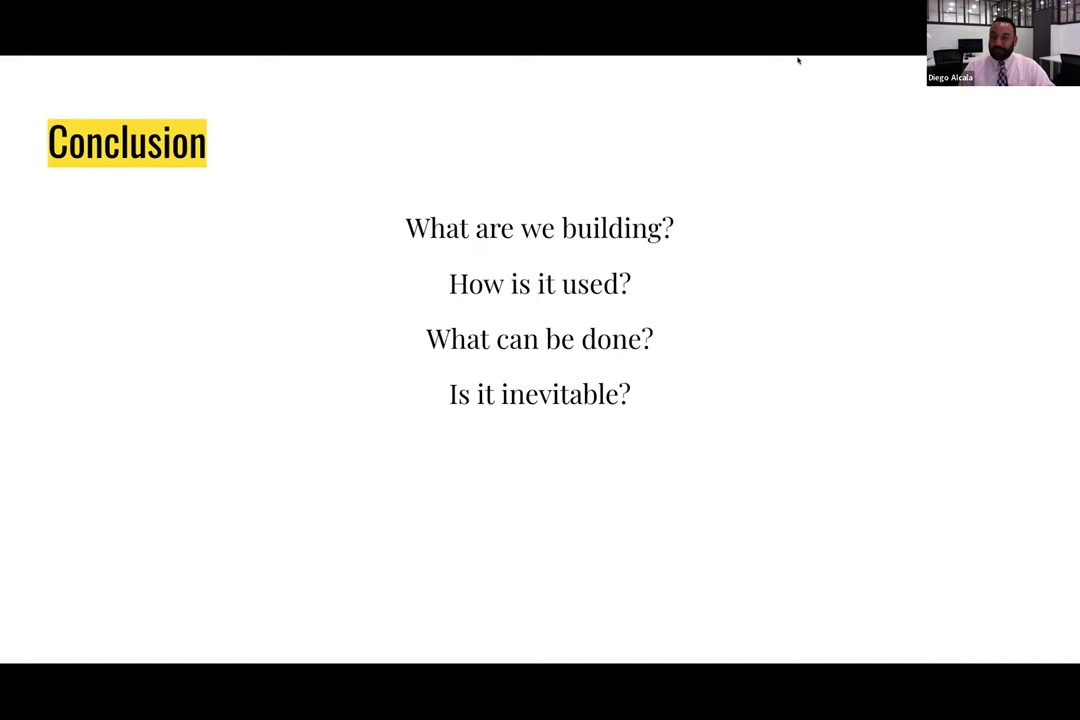 Diego Alcala
Conclusion
What are we building?
How is it used?
What can be done?
Is it inevitable?